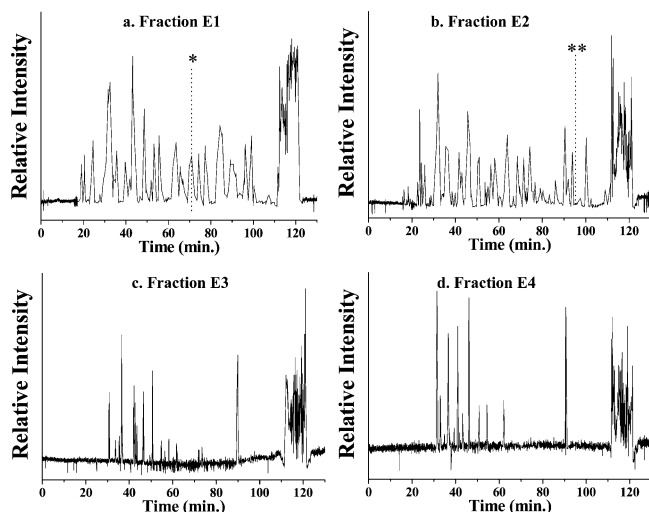 a. Fraction E1
*
Relative Intensity
0 20 40 60 80 100 120
Time (min.)
b. Fraction E2
**
Relative Intensity
0 20 40 60 80 100 120
Time (min.)
c. Fraction E3
Relative Intensity
0 20 40 60 80 100 120
Time (min.)
d. Fraction E4
Relative Intensity
0 20 40 60 80 100 120
Time (min.)